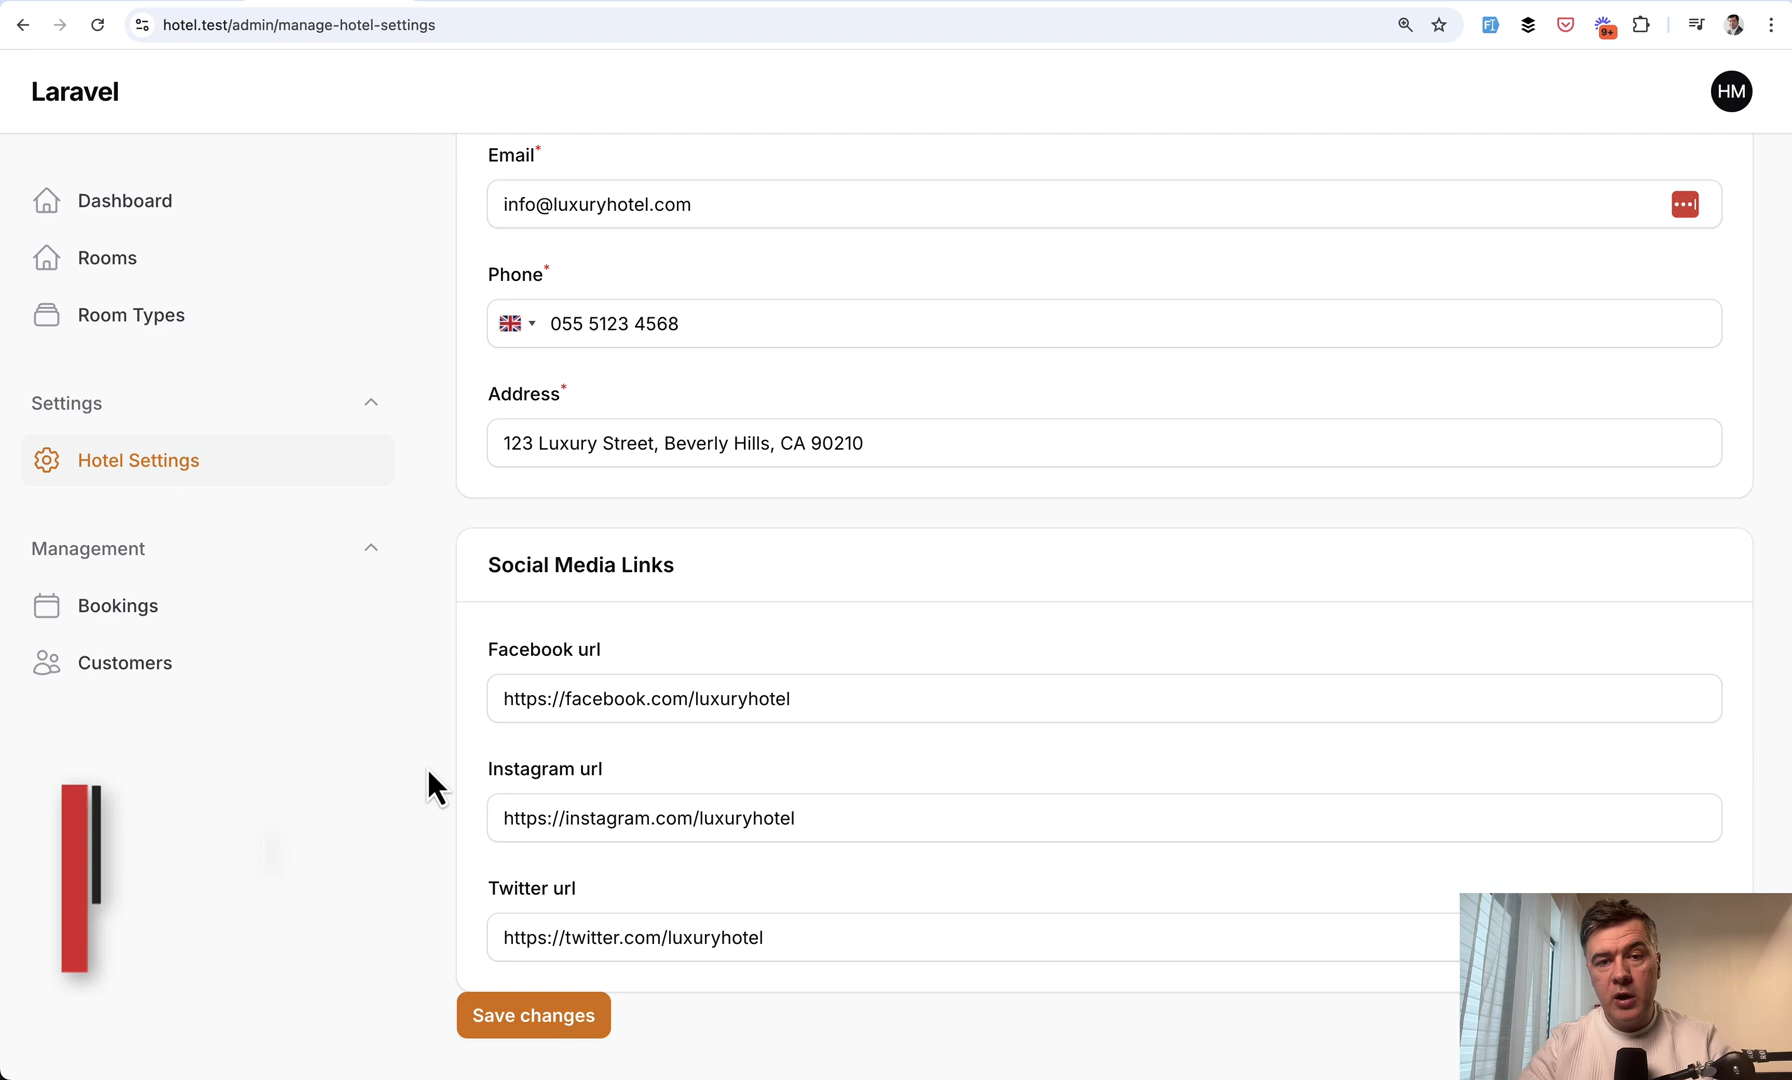 hotel.test/admin/manage-hotel-settings
9+
Laravel
HM
Dashboard
Rooms
Room Types
Settings
Hotel Settings
Management
Bookings
Customers
Email*
info@luxuryhotel.com
Phone*
055 5123 4568
Address*
123 Luxury Street, Beverly Hills, CA 90210
Social Media Links
Facebook url
https://facebook.com/luxuryhotel
Instagram url
https://instagram.com/luxuryhotel
Twitter url
https://twitter.com/luxuryhotel
Save changes